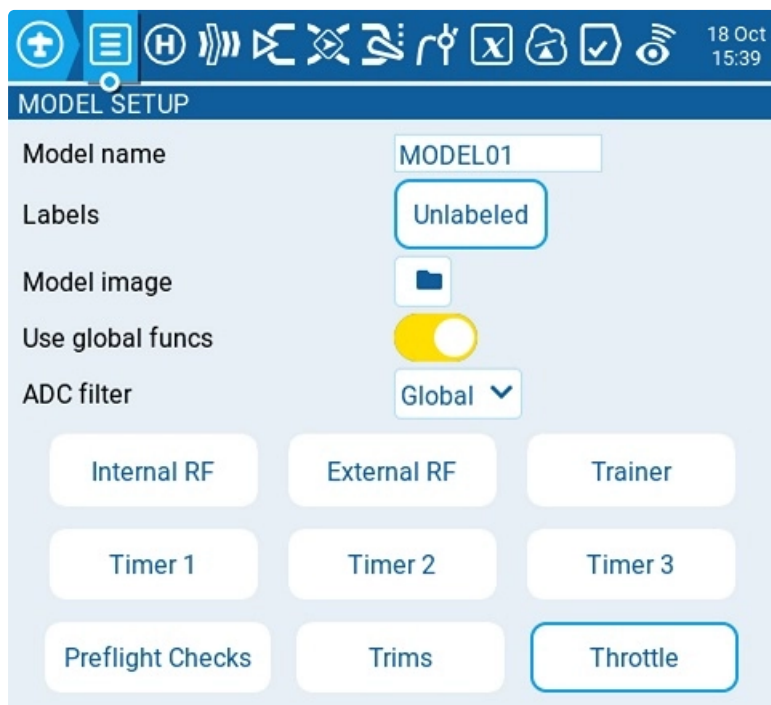 H
x
18 Oct
15:39
MODEL SETUP
Model name MODEL01
Labels Unlabeled
Model image
Use global funcs
ADC filter Global
Internal RF External RF Trainer
Timer 1 Timer 2 Timer 3
Preflight Checks Trims Throttle